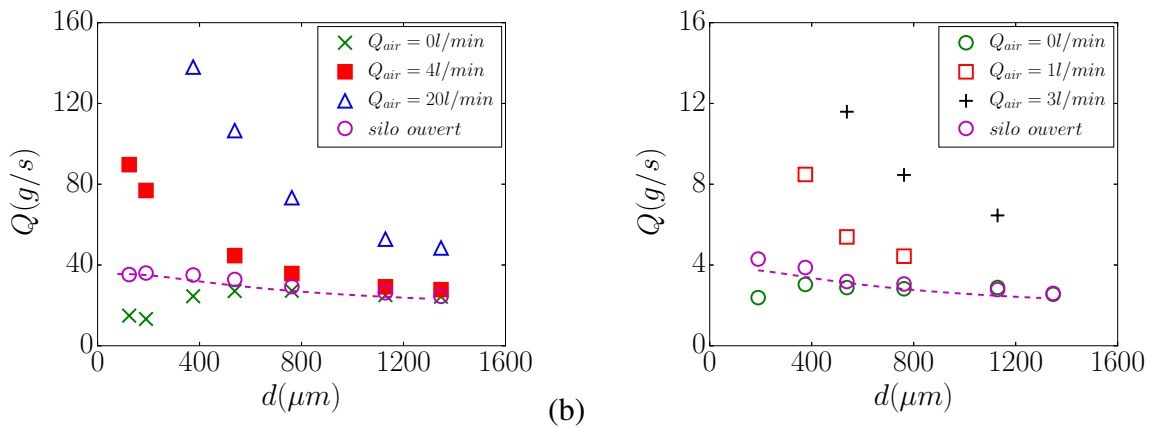 160
120
80
40
0
Q(g/s)
0
400
800
1200
1600
d(μm)
Q_air = 0l/min
Q_air = 4l/min
Q_air = 20l/min
silo ouvert
(b)
16
12
8
4
0
Q(g/s)
0
400
800
1200
1600
d(μm)
Q_air = 0l/min
Q_air = 1l/min
Q_air = 3l/min
silo ouvert